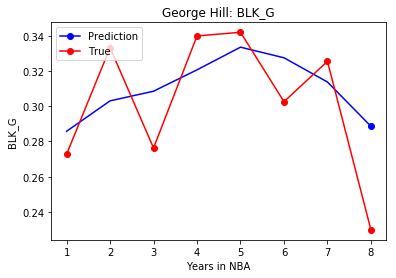 George Hill: BLK_G
Prediction
True
0.34
0.32
0.30
0.28
0.26
0.24
BLK_G
1 2 3 4 5 6 7 8
Years in NBA